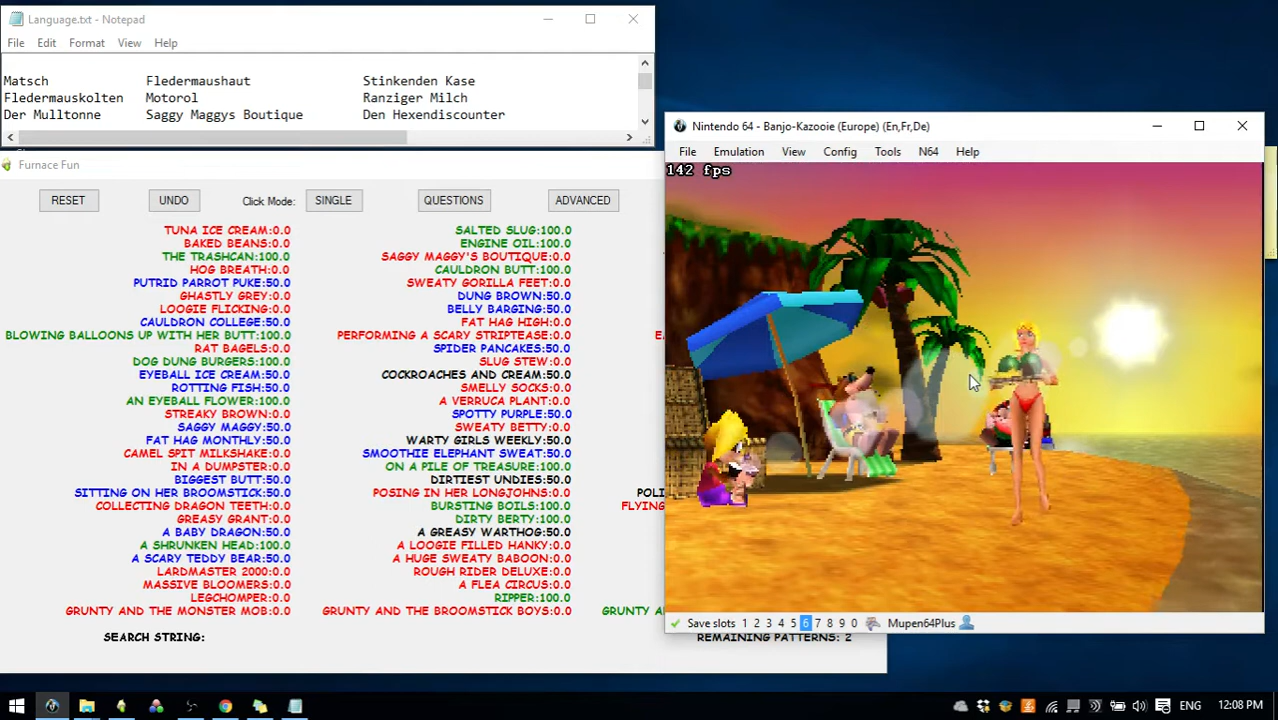 Language.txt - Notepad
File Edit Format View Help
Matsch Fledermaushaut Stinkenden Kase
Fledermauskolten Motorol Ranziger Milch
Der Mulltonne Saggy Maggys Boutique Den Hexendiscounter
Furnace Fun
RESET UNDO Click Mode: SINGLE QUESTIONS ADVANCED
TUNA ICE CREAM:0.0 SALTED SLUG:100.0
BAKED BEANS:0.0 ENGINE OIL:100.0
THE TRASHCAN:100.0 SAGGY MAGGY'S BOUTIQUE:0.0
HOG BREATH:0.0 CAULDRON BUTT:100.0
PUTRID PARROT PUKE:50.0 SWEATY GORILLA FEET:0.0
GHASTLY GREY:0.0 DUNG BROWN:50.0
LOOGIE FLICKING:0.0 BELLY BARGING:50.0
CAULDRON COLLEGE:50.0 FAT HAG HIGH:0.0
BLOWING BALLOONS UP WITH HER BUTT:100.0 PERFORMING A SCARY STRIPTEASE:0.0
RAT BAGELS:0.0 SPIDER PANCAKES:50.0
DOG DUNG BURGERS:100.0 SLUG STEW:0.0
EYEBALL ICE CREAM:50.0 COCKROACHES AND CREAM:50.0
ROTTING FISH:50.0 SMELLY SOCKS:0.0
AN EYEBALL FLOWER:100.0 A VERRUCA PLANT:0.0
STREAKY BROWN:0.0 SPOTTY PURPLE:50.0
SAGGY MAGGY:50.0 SWEATY BETTY:0.0
FAT HAG MONTHLY:50.0 WARTY GIRLS WEEKLY:50.0
CAMEL SPIT MILKSHAKE:0.0 SMOOTHIE ELEPHANT SWEAT:50.0
IN A DUMPSTER:0.0 ON A PILE OF TREASURE:100.0
BIGGEST BUTT:50.0 DIRTIEST UNDIES:50.0
SITTING ON HER BROOMSTICK:50.0 POSING IN HER LONGJOHNS:0.0
COLLECTING DRAGON TEETH:0.0 BURSTING BOILS:100.0 FLYING
GREASY GRANT:0.0 DIRTY BERTY:100.0
A BABY DRAGON:50.0 A GREASY WARTHOG:50.0
A SHRUNKEN HEAD:100.0 A LOOGIE FILLED HANKY:0.0
A SCARY TEDDY BEAR:50.0 A HUGE SWEATY BABOON:0.0
LARDMASTER 2000:0.0 ROUGH RIDER DELUXE:0.0
MASSIVE BLOOMERS:0.0 A FLEA CIRCUS:0.0
LEGCHOMPER:0.0 RIPPER:100.0
GRUNTY AND THE MONSTER MOB:0.0 GRUNTY AND THE BROOMSTICK BOYS:0.0 GRUNTY
SEARCH STRING: REMAINING PATTERNS: 2
Nintendo 64 - Banjo-Kazooie (Europe) (En,Fr,De)
File Emulation View Config Tools N64 Help
142 fps
Save slots 1 2 3 4 5 6 7 8 9 0 Mupen64Plus
ENG 12:08 PM